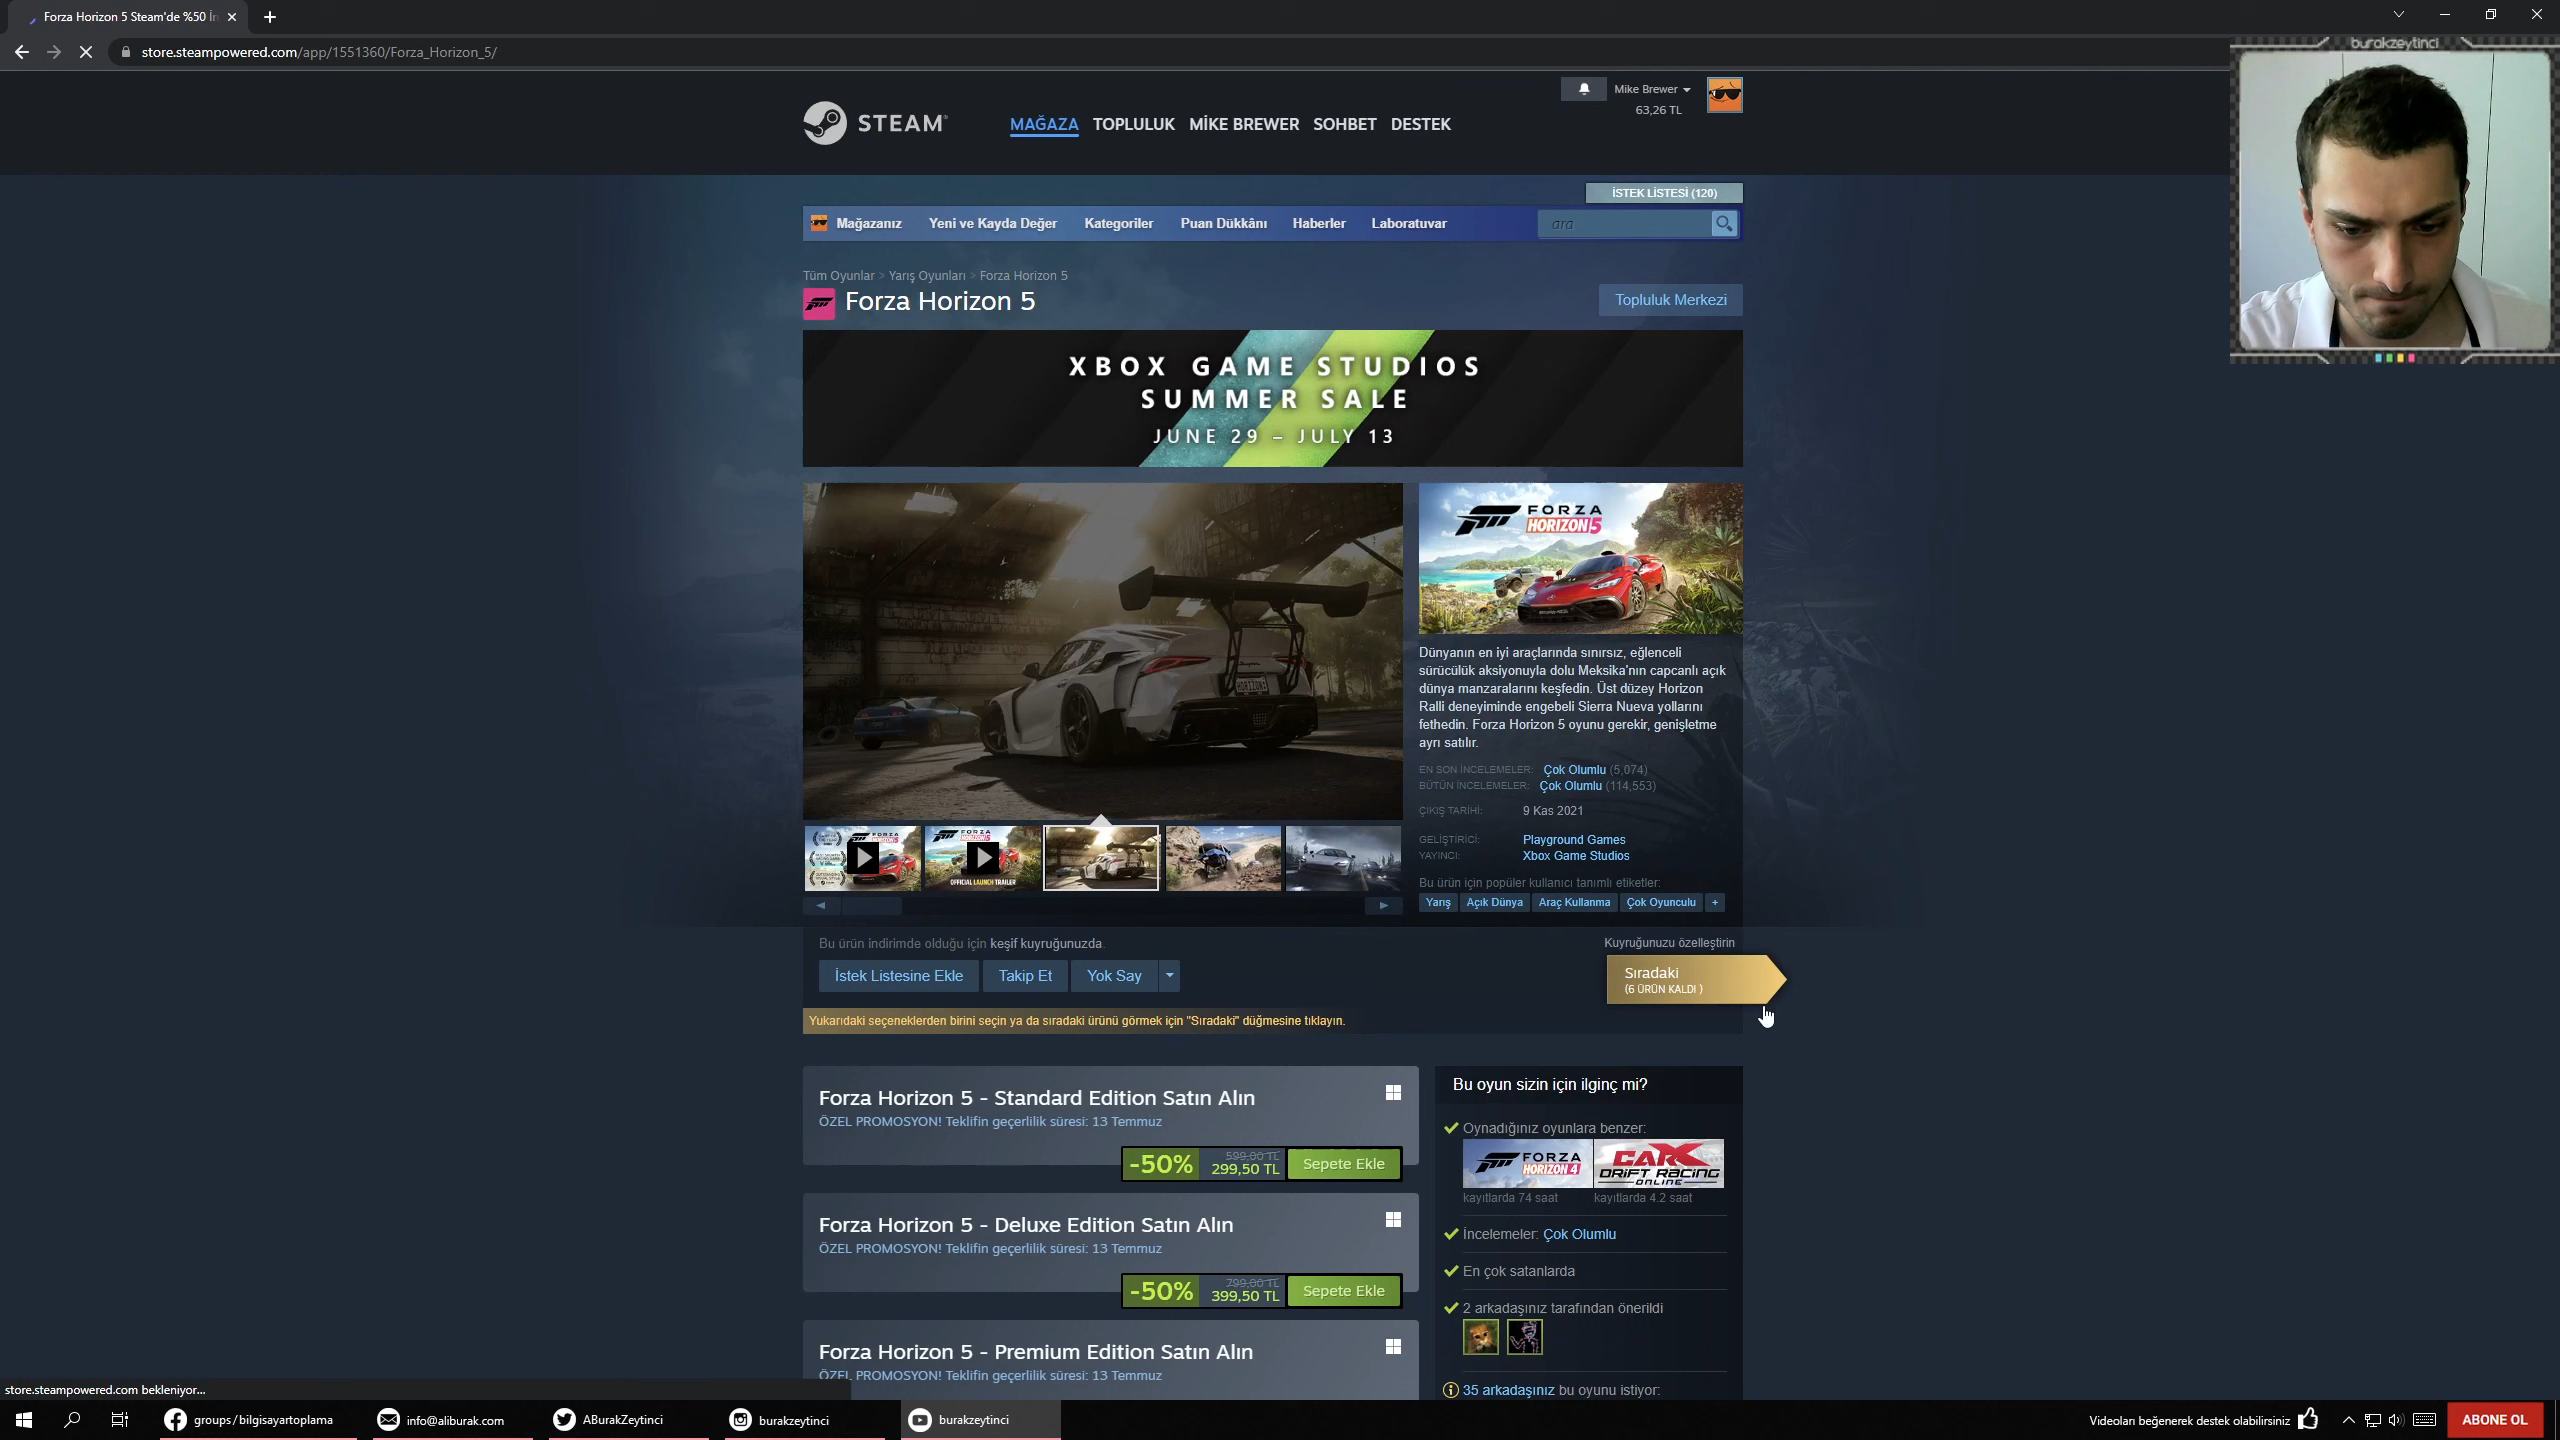 Forza Horizon 5 Steam'de %50 İn
store.steampowered.com/app/1551360/Forza_Horizon_5/
burakzeytinci
Mike Brewer
63,26 TL
STEAM
MAĞAZA TOPLULUK MİKE BREWER SOHBET DESTEK
İSTEK LİSTESİ (120)
Mağazanız Yeni ve Kayda Değer Kategoriler Puan Dükkânı Haberler Laboratuvar ara
Tüm Oyunlar > Yarış Oyunları > Forza Horizon 5
Forza Horizon 5
Topluluk Merkezi
XBOX GAME STUDIOS
SUMMER SALE
JUNE 29 – JULY 13
FORZA
HORIZON 5
Dünyanın en iyi araçlarında sınırsız, eğlenceli
sürücülük aksiyonuyla dolu Meksika'nın capcanlı açık
dünya manzaralarını keşfedin. Üst düzey Horizon
Ralli deneyiminde engebeli Sierra Nueva yollarını
fethedin. Forza Horizon 5 oyunu gerekir, genişletme
ayrı satılır.
EN SON İNCELEMELER: Çok Olumlu (5,074)
BÜTÜN İNCELEMELER: Çok Olumlu (114,553)
ÇIKIŞ TARİHİ: 9 Kas 2021
GELİŞTİRİCİ: Playground Games
YAYINCI: Xbox Game Studios
Bu ürün için popüler kullanıcı tanımlı etiketler:
Yarış Açık Dünya Araç Kullanma Çok Oyunculu +
FORZA
HORIZON 5
OFFICIAL LAUNCH TRAILER
Bu ürün indirimde olduğu için keşif kuyruğunuzda.
Kuyruğunuzu özelleştirin
İstek Listesine Ekle Takip Et Yok Say
Sıradaki
(6 ÜRÜN KALDI )
Yukarıdaki seçeneklerden birini seçin ya da sıradaki ürünü görmek için "Sıradaki" düğmesine tıklayın.
Forza Horizon 5 - Standard Edition Satın Alın
ÖZEL PROMOSYON! Teklifin geçerlilik süresi: 13 Temmuz
-50% 599,00 TL
299,50 TL
Sepete Ekle
Forza Horizon 5 - Deluxe Edition Satın Alın
ÖZEL PROMOSYON! Teklifin geçerlilik süresi: 13 Temmuz
-50% 799,00 TL
399,50 TL
Sepete Ekle
Forza Horizon 5 - Premium Edition Satın Alın
ÖZEL PROMOSYON! Teklifin geçerlilik süresi: 13 Temmuz
Bu oyun sizin için ilginç mi?
Oynadığınız oyunlara benzer:
FORZA
HORIZON 4
CARX
DRIFT RACING
ONLINE
kayıtlarda 74 saat kayıtlarda 4.2 saat
İncelemeler: Çok Olumlu
En çok satanlarda
2 arkadaşınız tarafından önerildi
35 arkadaşınız bu oyunu istiyor:
store.steampowered.com bekleniyor...
groups/bilgisayartoplama info@aliburak.com ABurakZeytinci burakzeytinci burakzeytinci
Videoları beğenerek destek olabilirsiniz
ABONE OL